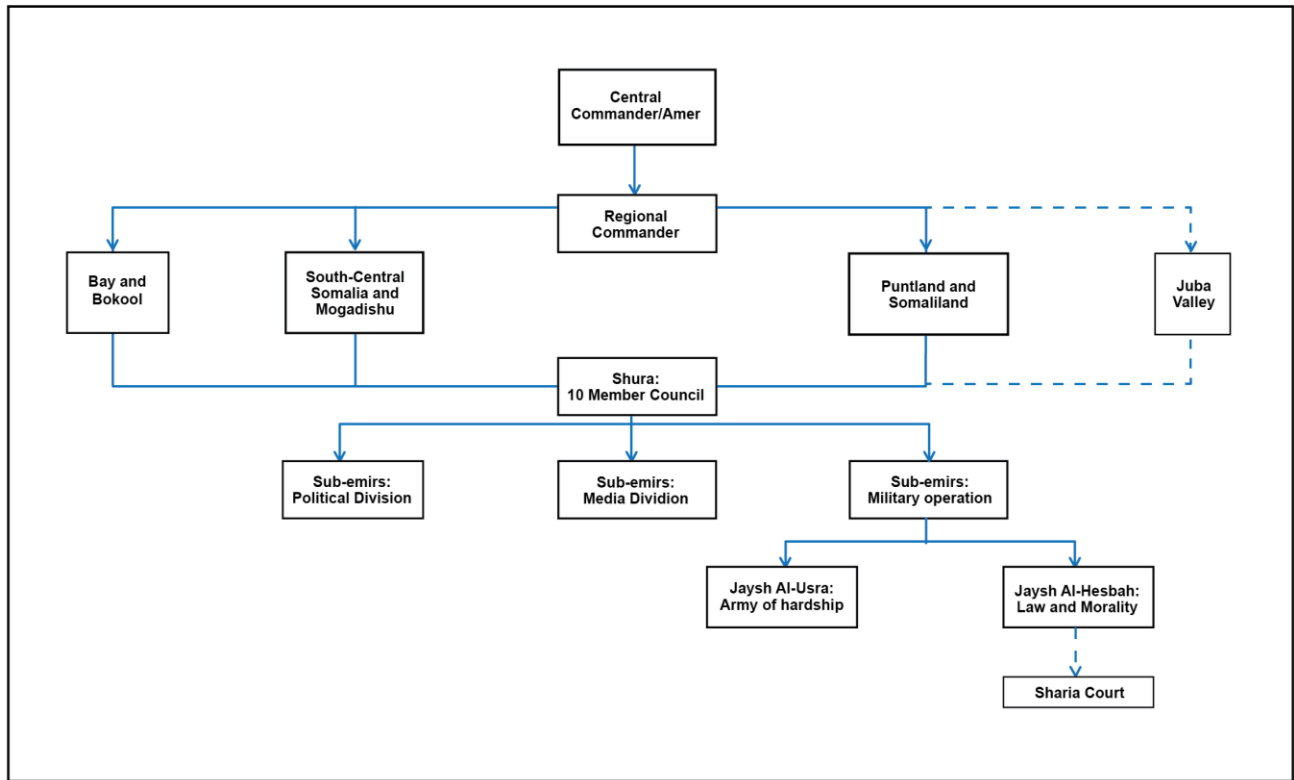 Central
Commander/Amer
Regional
Commander
Bay and
Bokool
South-Central
Somalia and
Mogadishu
Puntland and
Somaliland
Juba
Valley
Shura:
10 Member Council
Sub-emirs:
Political Division
Sub-emirs:
Media Dividion
Sub-emirs:
Military operation
Jaysh Al-Usra:
Army of hardship
Jaysh Al-Hesbah:
Law and Morality
Sharia Court